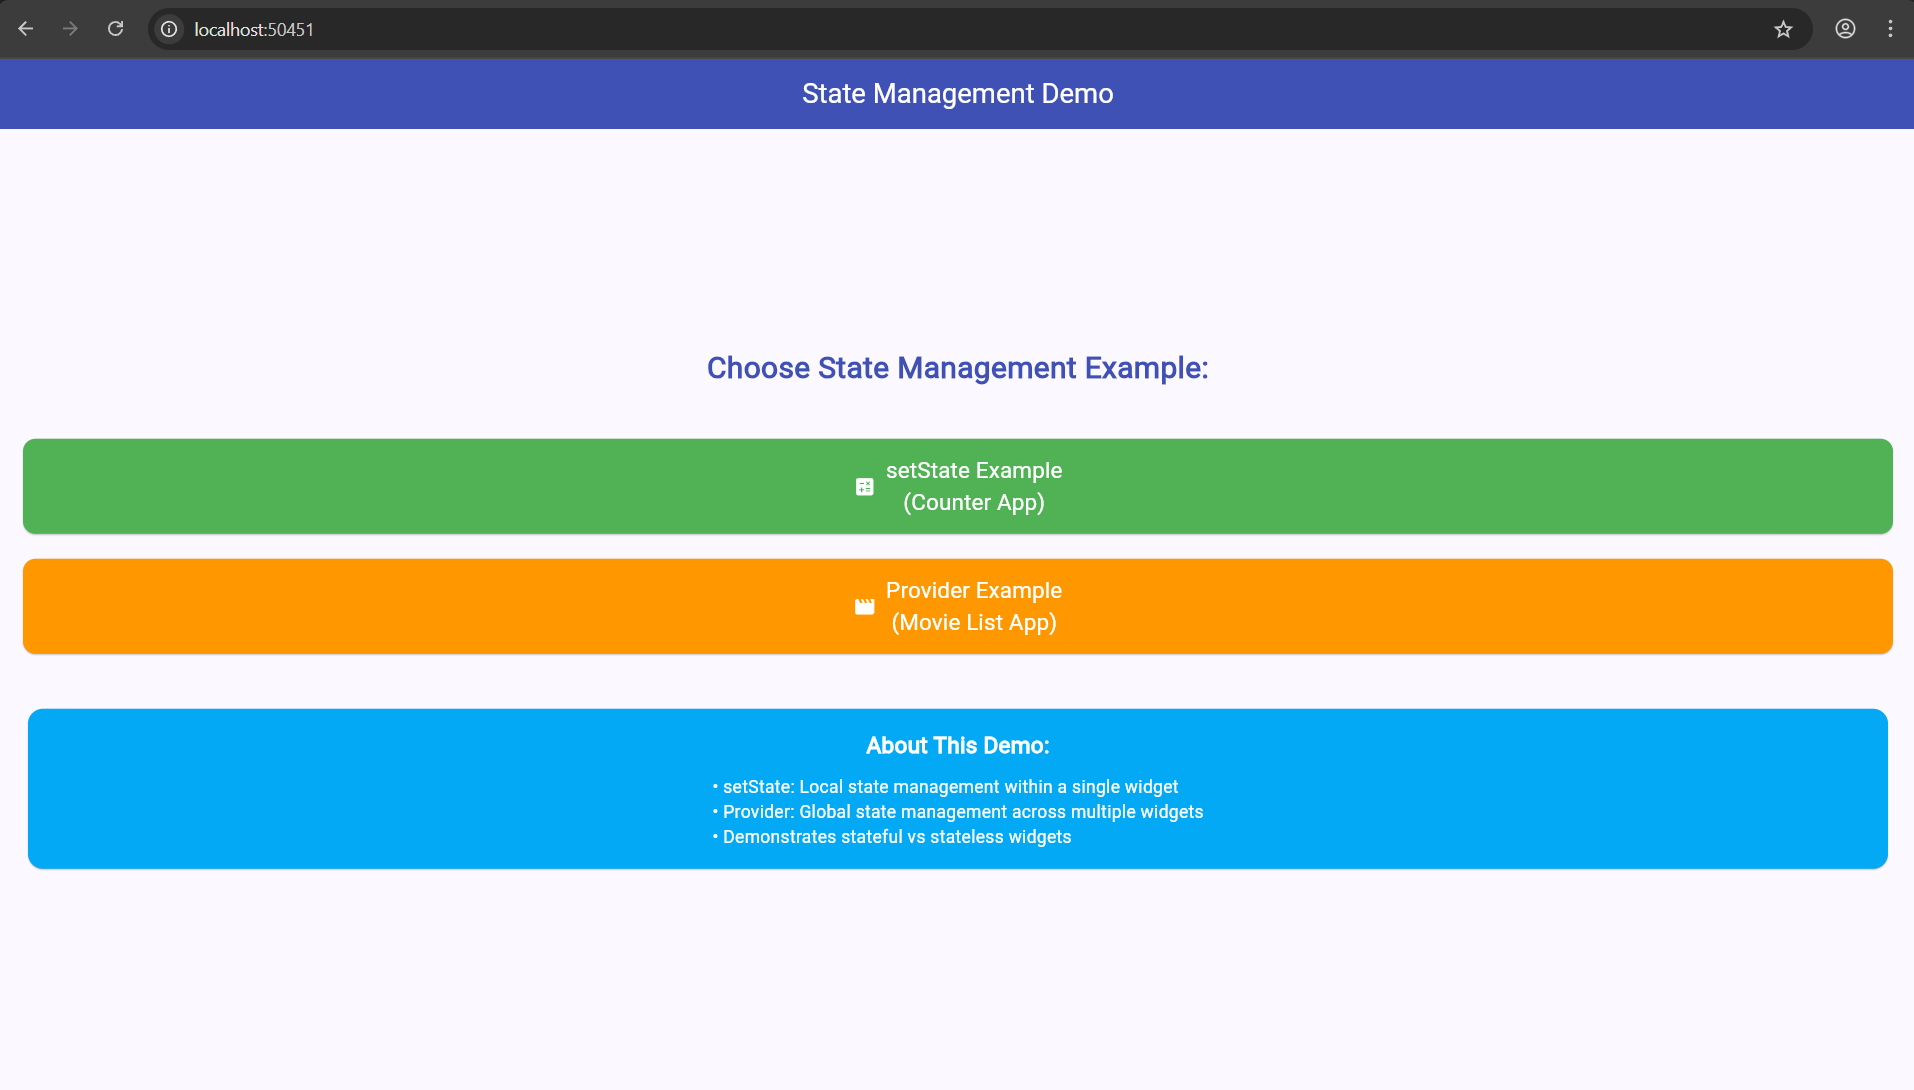 localhost:50451
State Management Demo
Choose State Management Example:
setState Example
(Counter App)
Provider Example
(Movie List App)
About This Demo:
• setState: Local state management within a single widget
• Provider: Global state management across multiple widgets
• Demonstrates stateful vs stateless widgets